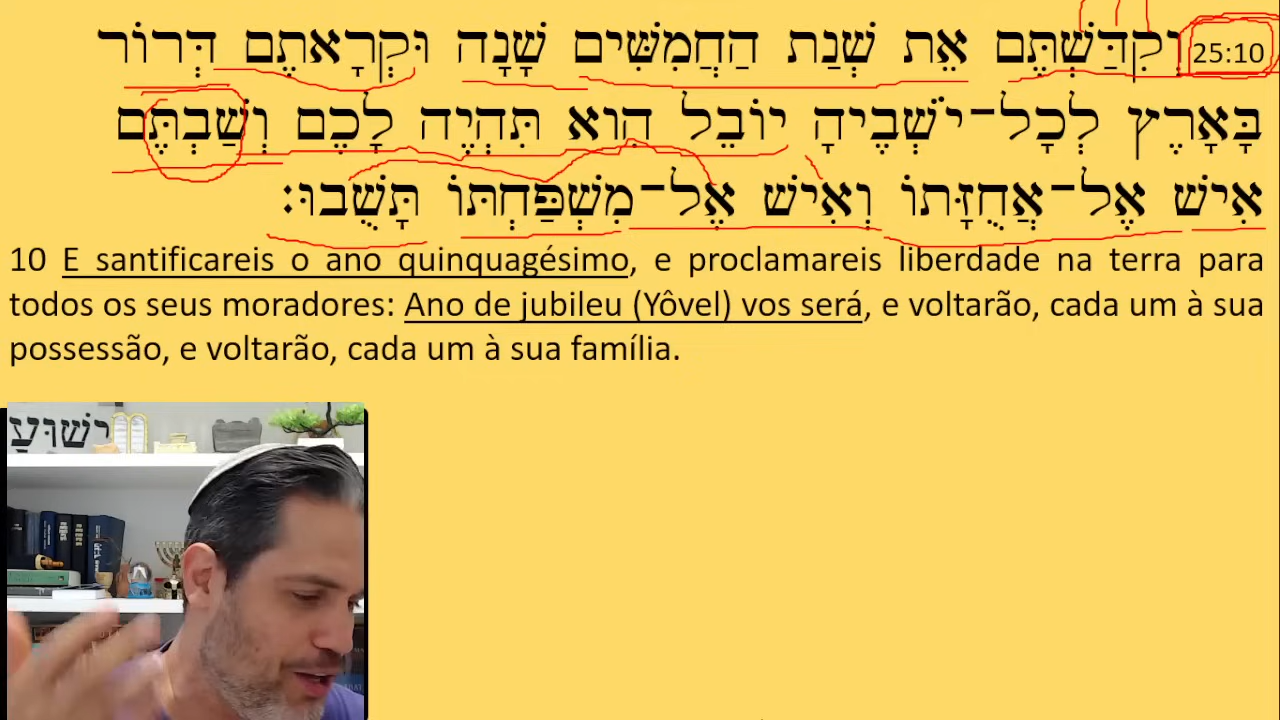 25:10 וְקִדַּשְׁתֶּם אֵת שְׁנַת הַחֲמִשִּׁים שָׁנָה וּקְרָאתֶם דְּרוֹר
בָּאָרֶץ לְכָל־יֹשְׁבֶיהָ יוֹבֵל הִוא תִּהְיֶה לָכֶם וְשַׁבְתֶּם
אִישׁ אֶל־אֲחֻזָּתוֹ וְאִישׁ אֶל־מִשְׁפַּחְתּוֹ תָּשֻׁבוּ׃
10 E santificareis o ano quinquagésimo, e proclamareis liberdade na terra para
todos os seus moradores: Ano de jubileu (Yôvel) vos será, e voltarão, cada um à sua
possessão, e voltarão, cada um à sua família.
ישוע